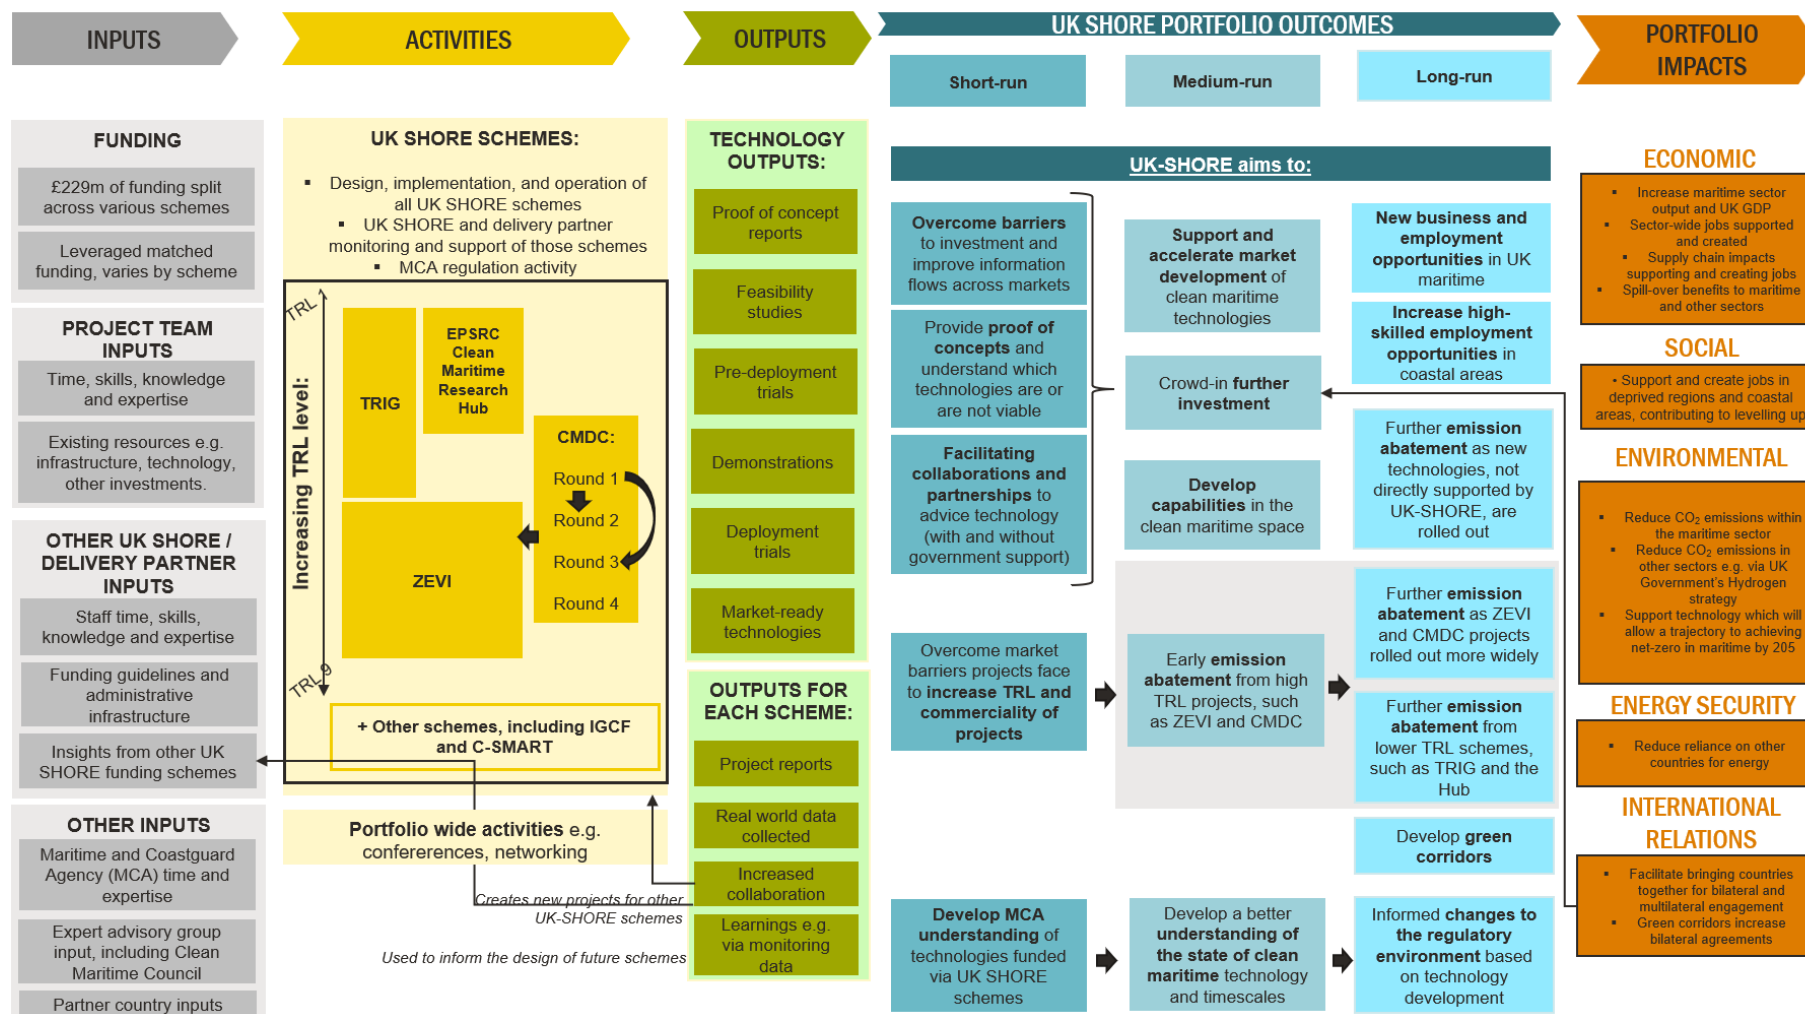 INPUTS
ACTIVITIES
OUTPUTS
UK SHORE PORTFOLIO OUTCOMES
PORTFOLIO
IMPACTS
Short-run
Medium-run
Long-run
FUNDING
£229m of funding split
across various schemes
Leveraged matched
funding, varies by scheme
PROJECT TEAM
INPUTS
Time, skills, knowledge
and expertise
Existing resources e.g.
infrastructure, technology,
other investments.
OTHER UK SHORE /
DELIVERY PARTNER
INPUTS
Staff time, skills,
knowledge and expertise
Funding guidelines and
administrative
infrastructure
Insights from other UK
SHORE funding schemes
OTHER INPUTS
Maritime and Coastguard
Agency (MCA) time and
expertise
Expert advisory group
input, including Clean
Maritime Council
Partner country inputs
UK SHORE SCHEMES:
▪ Design, implementation, and operation of
all UK SHORE schemes
▪ UK SHORE and delivery partner
monitoring and support of those schemes
▪ MCA regulation activity
TRL 1
Increasing TRL level:
TRL 9
TRIG
EPSRC
Clean
Maritime
Research
Hub
CMDC:
Round 1
Round 2
Round 3
Round 4
ZEVI
+ Other schemes, including IGCF
and C-SMART
Portfolio wide activities e.g.
confererences, networking
Creates new projects for other
UK-SHORE schemes
Used to inform the design of future schemes
TECHNOLOGY
OUTPUTS:
Proof of concept
reports
Feasibility
studies
Pre-deployment
trials
Demonstrations
Deployment
trials
Market-ready
technologies
OUTPUTS FOR
EACH SCHEME:
Project reports
Real world data
collected
Increased
collaboration
Learnings e.g.
via monitoring
data
UK-SHORE aims to:
Overcome barriers
to investment and
improve information
flows across markets
Provide proof of
concepts and
understand which
technologies are or
are not viable
Facilitating
collaborations and
partnerships to
advice technology
(with and without
government support)
Overcome market
barriers projects face
to increase TRL and
commerciality of
projects
Develop MCA
understanding of
technologies funded
via UK SHORE
schemes
Support and
accelerate market
development of
clean maritime
technologies
Crowd-in further
investment
Develop
capabilities in the
clean maritime space
Early emission
abatement from high
TRL projects, such
as ZEVI and CMDC
Develop a better
understanding of
the state of clean
maritime technology
and timescales
New business and
employment
opportunities in UK
maritime
Increase high-
skilled employment
opportunities in
coastal areas
Further emission
abatement as new
technologies, not
directly supported by
UK-SHORE, are
rolled out
Further emission
abatement as ZEVI
and CMDC projects
rolled out more widely
Further emission
abatement from
lower TRL schemes,
such as TRIG and the
Hub
Develop green
corridors
Informed changes to
the regulatory
environment based
on technology
development
ECONOMIC
▪ Increase maritime sector
output and UK GDP
▪ Sector-wide jobs supported
and created
▪ Supply chain impacts
supporting and creating jobs
▪ Spill-over benefits to maritime
and other sectors
SOCIAL
▪ Support and create jobs in
deprived regions and coastal
areas, contributing to levelling up
ENVIRONMENTAL
▪ Reduce CO₂ emissions within
the maritime sector
▪ Reduce CO₂ emissions in
other sectors e.g. via UK
Government's Hydrogen
strategy
▪ Support technology which will
allow a trajectory to achieving
net-zero in maritime by 205
ENERGY SECURITY
▪ Reduce reliance on other
countries for energy
INTERNATIONAL
RELATIONS
▪ Facilitate bringing countries
together for bilateral and
multilateral engagement
▪ Green corridors increase
bilateral agreements